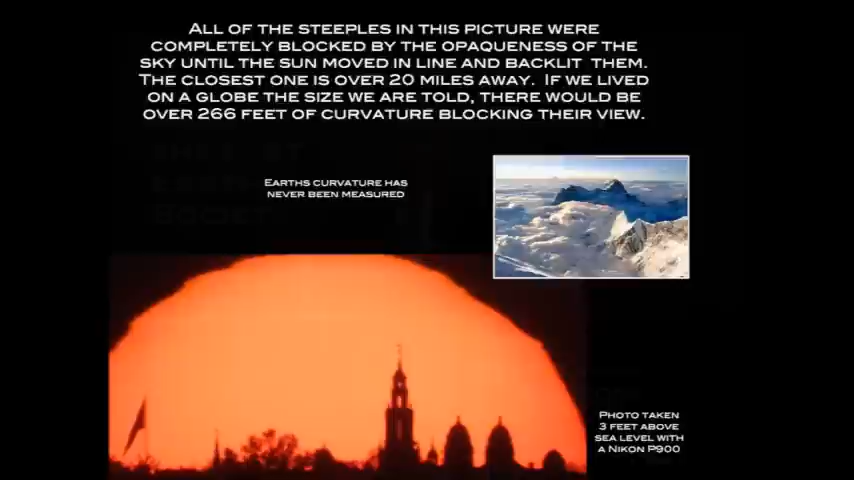 ALL OF THE STEEPLES IN THIS PICTURE WERE
COMPLETELY BLOCKED BY THE OPAQUENESS OF THE
SKY UNTIL THE SUN MOVED IN LINE AND BACKLIT THEM.
THE CLOSEST ONE IS OVER 20 MILES AWAY. IF WE LIVED
ON A GLOBE THE SIZE WE ARE TOLD, THERE WOULD BE
OVER 266 FEET OF CURVATURE BLOCKING THEIR VIEW.
EARTHS CURVATURE HAS
NEVER BEEN MEASURED
PHOTO TAKEN
3 FEET ABOVE
SEA LEVEL WITH
A NIKON P900